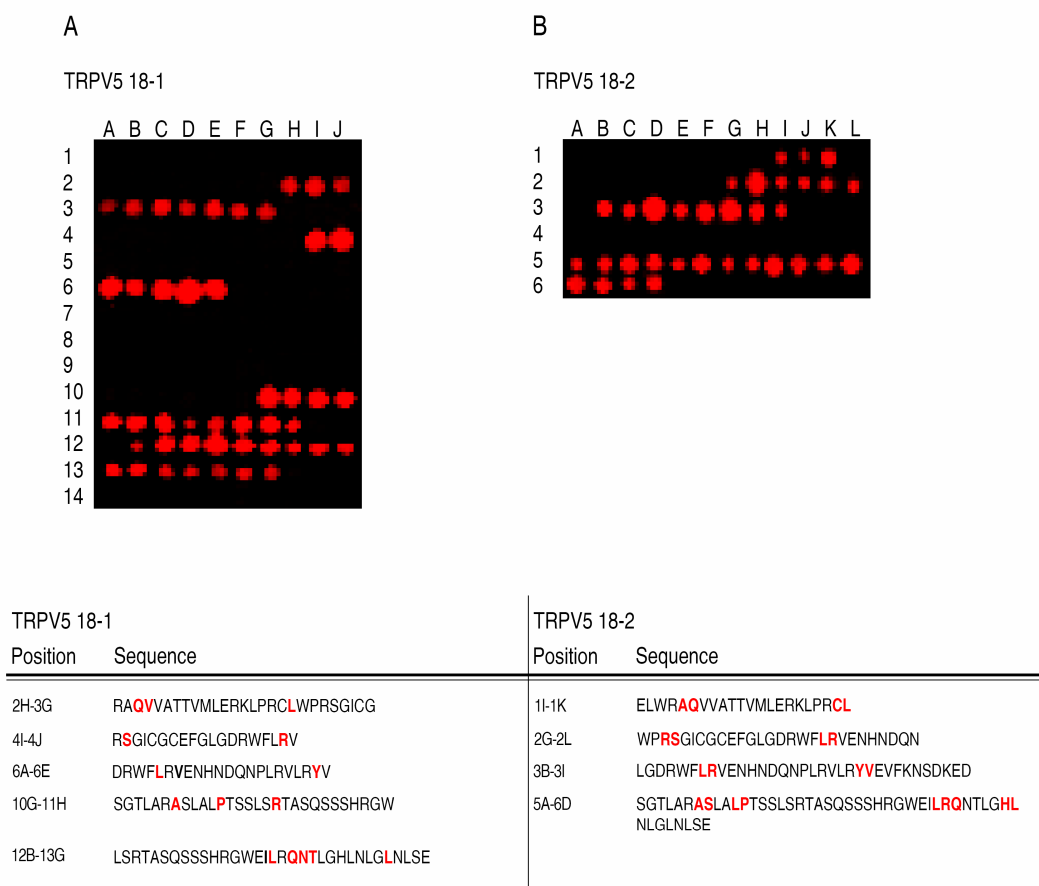 A
TRPV5 18-1
A B C D E F G H I J
1
2
3
4
5
6
7
8
9
10
11
12
13
14
B
TRPV5 18-2
A B C D E F G H I J K L
1
2
3
4
5
6
TRPV5 18-1
Position Sequence
2H-3G RAQVVATTVMLERKLPRCLWPRSGICG
4I-4J RSGICGCEFGLGDRWFLRV
6A-6E DRWFLRVENHNDQNPLRVLRYV
10G-11H SGTLARASLALPTSSLSRTASQSSSHRGW
12B-13G LSRTASQSSSHRGWEILRQNTLGHLNLGLNLSE
TRPV5 18-2
Position Sequence
1I-1K ELWRAQVVATTVMLERKLPRCL
2G-2L WPRSGICGCEFGLGDRWFLRVENHNDQN
3B-3I LGDRWFLRVENHNDQNPLRVLRYVEVFKNSDKED
5A-6D SGTLARASLALPTSSLSRTASQSSSHRGWEILRQNTLGHL
NLGLNLSE